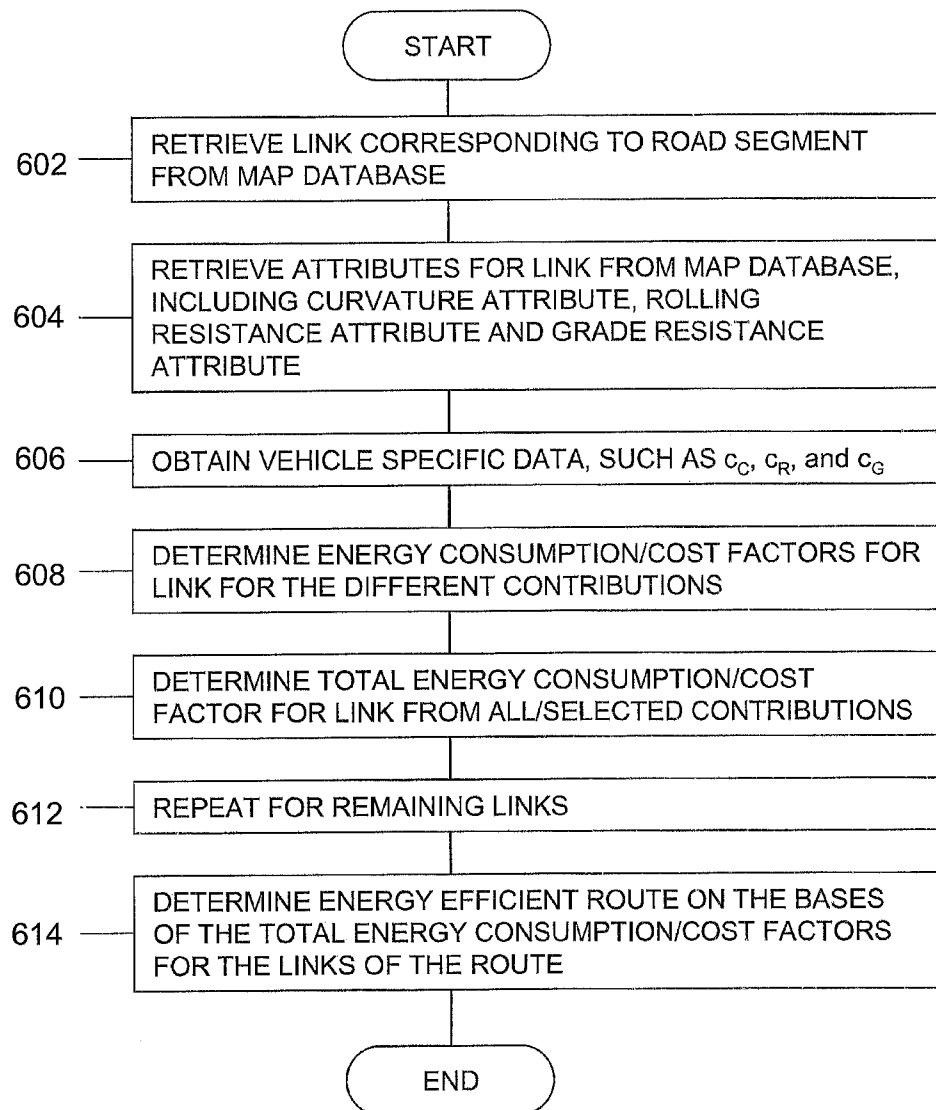 START
602
RETRIEVE LINK CORRESPONDING TO ROAD SEGMENT
FROM MAP DATABASE
604
RETRIEVE ATTRIBUTES FOR LINK FROM MAP DATABASE,
INCLUDING CURVATURE ATTRIBUTE, ROLLING
RESISTANCE ATTRIBUTE AND GRADE RESISTANCE
ATTRIBUTE
606
OBTAIN VEHICLE SPECIFIC DATA, SUCH AS cC, cR, and cG
608
DETERMINE ENERGY CONSUMPTION/COST FACTORS FOR
LINK FOR THE DIFFERENT CONTRIBUTIONS
610
DETERMINE TOTAL ENERGY CONSUMPTION/COST
FACTOR FOR LINK FROM ALL/SELECTED CONTRIBUTIONS
612
REPEAT FOR REMAINING LINKS
614
DETERMINE ENERGY EFFICIENT ROUTE ON THE BASES
OF THE TOTAL ENERGY CONSUMPTION/COST FACTORS
FOR THE LINKS OF THE ROUTE
END